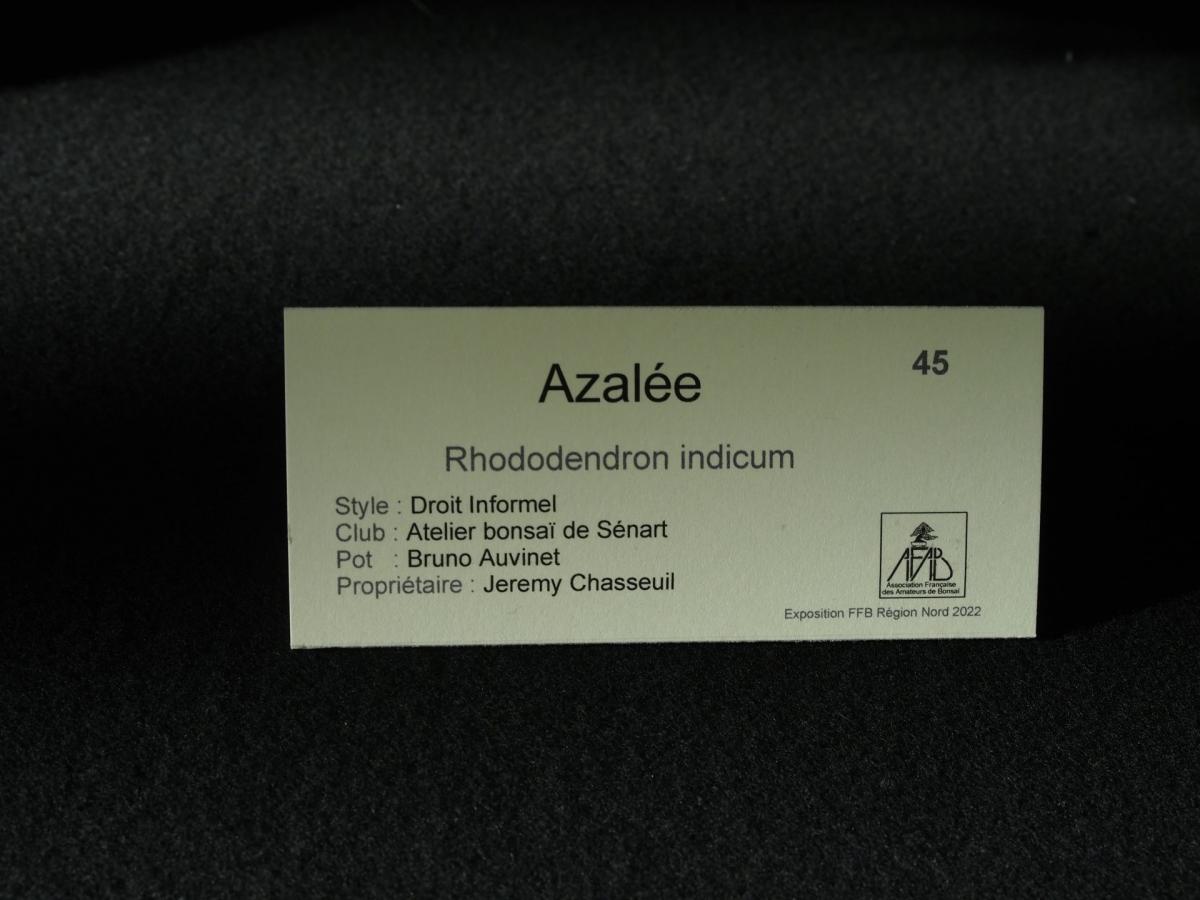 45
Azalée
Rhododendron indicum
Style : Droit Informel
Club : Atelier bonsaï de Sénart
Pot : Bruno Auvinet
Propriétaire : Jeremy Chasseuil
AFAB
Association Française
des Amateurs de Bonsaï
Exposition FFB Région Nord 2022